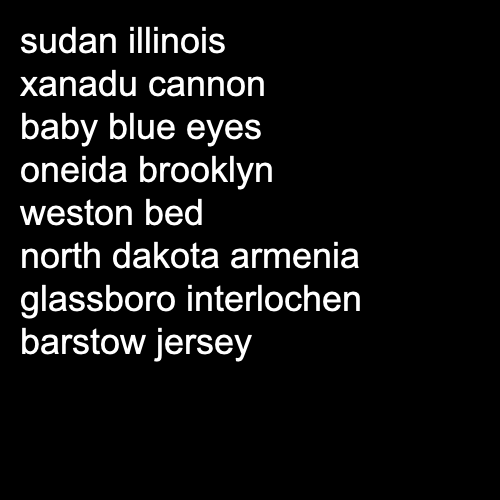 sudan illinois
xanadu cannon
baby blue eyes
oneida brooklyn
weston bed
north dakota armenia
glassboro interlochen
barstow jersey